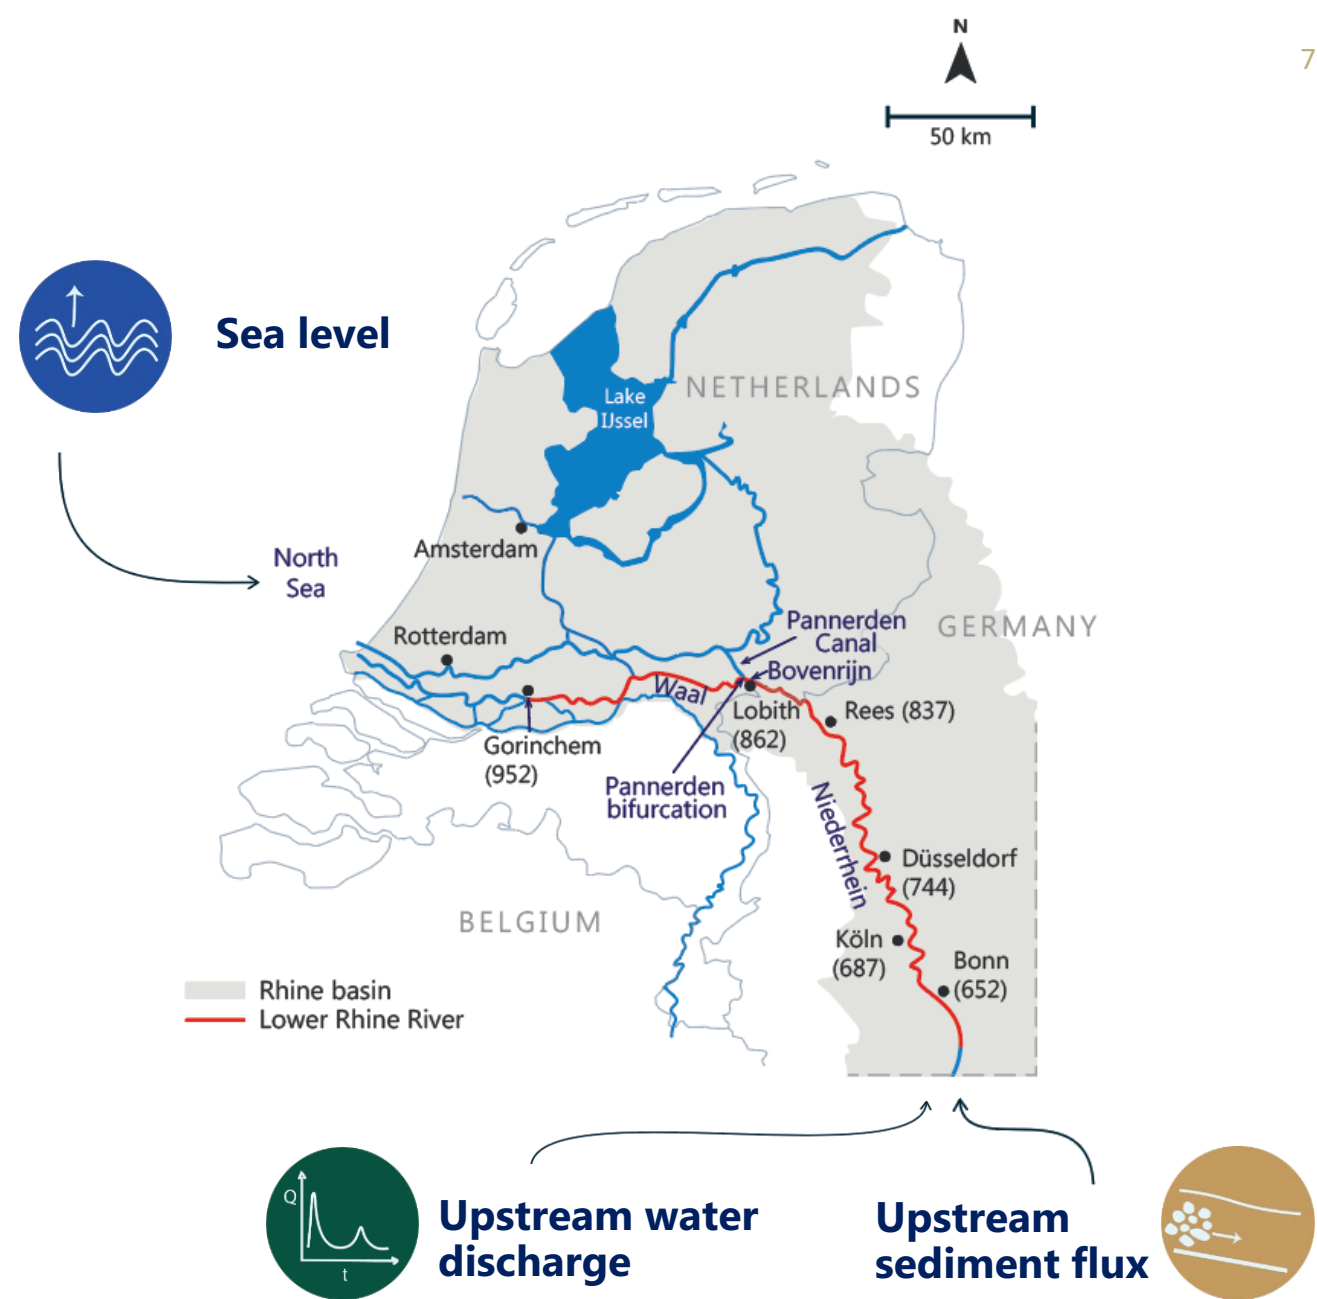 N
7
50 km
Sea level
NETHERLANDS
Lake
IJssel
Amsterdam
North
Sea
Rotterdam
Pannerden
Canal
GERMANY
Bovenrijn
Waal
Lobith
(862)
Rees (837)
Gorinchem
(952)
Pannerden
bifurcation
Niederrhein
Düsseldorf
(744)
BELGIUM
Köln
(687)
Bonn
(652)
Rhine basin
Lower Rhine River
Q
t
Upstream water
discharge
Upstream
sediment flux